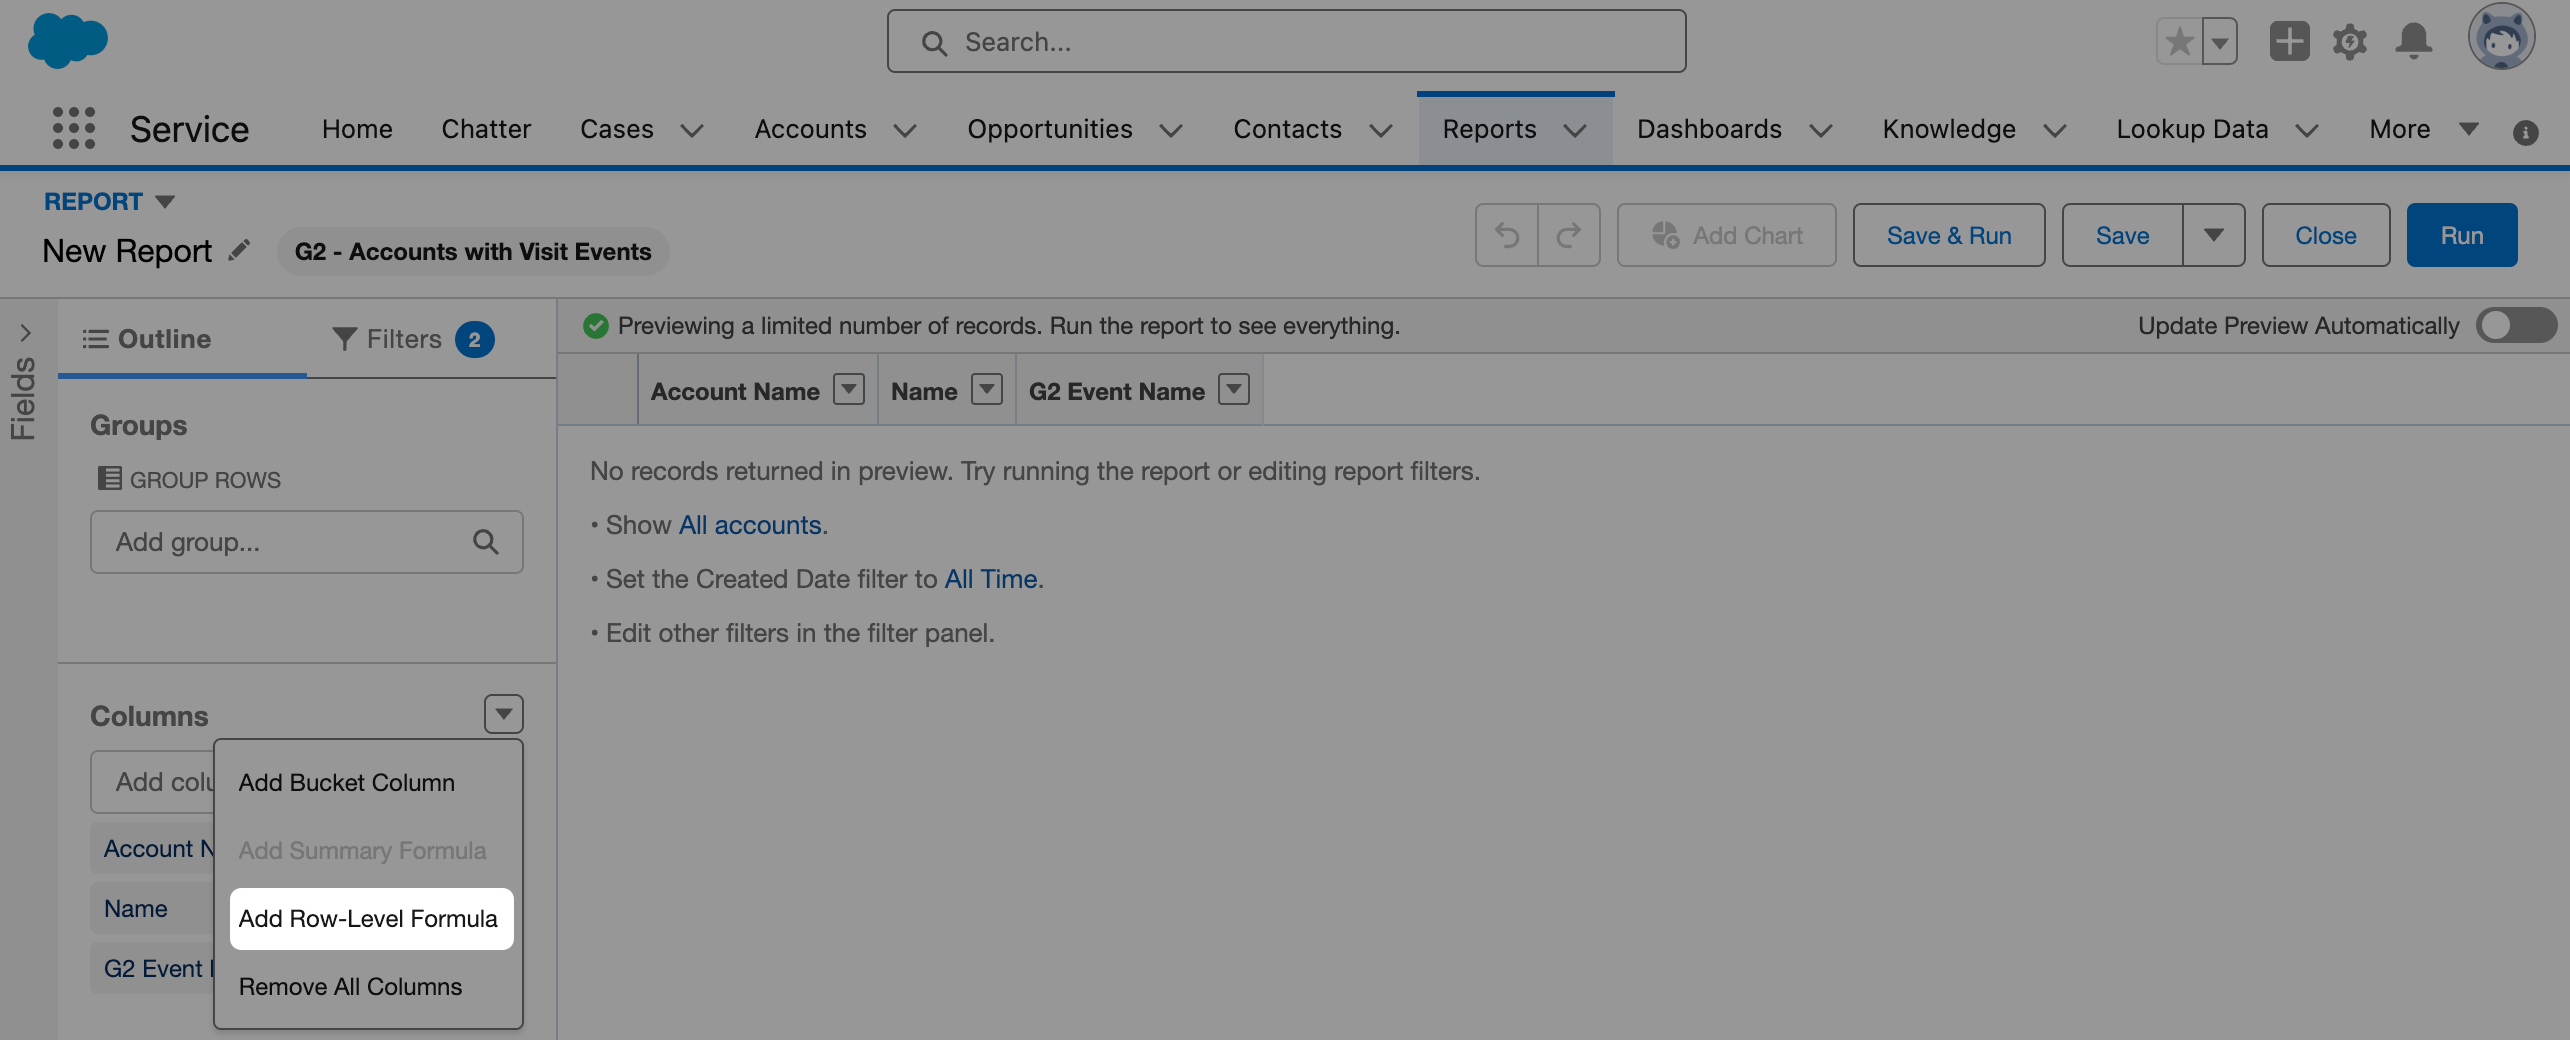 Search...
Service
Home
Chatter
Cases
Accounts
Opportunities
Contacts
Reports
Dashboards
Knowledge
Lookup Data
More
REPORT
New Report
G2 - Accounts with Visit Events
Add Chart
Save & Run
Save
Close
Run
Fields
Outline
Filters 2
Previewing a limited number of records. Run the report to see everything.
Update Preview Automatically
Account Name
Name
G2 Event Name
Groups
GROUP ROWS
Add group...
No records returned in preview. Try running the report or editing report filters.
• Show All accounts.
• Set the Created Date filter to All Time.
• Edit other filters in the filter panel.
Columns
Add colu
Account N
Name
G2 Event
Add Bucket Column
Add Summary Formula
Add Row-Level Formula
Remove All Columns